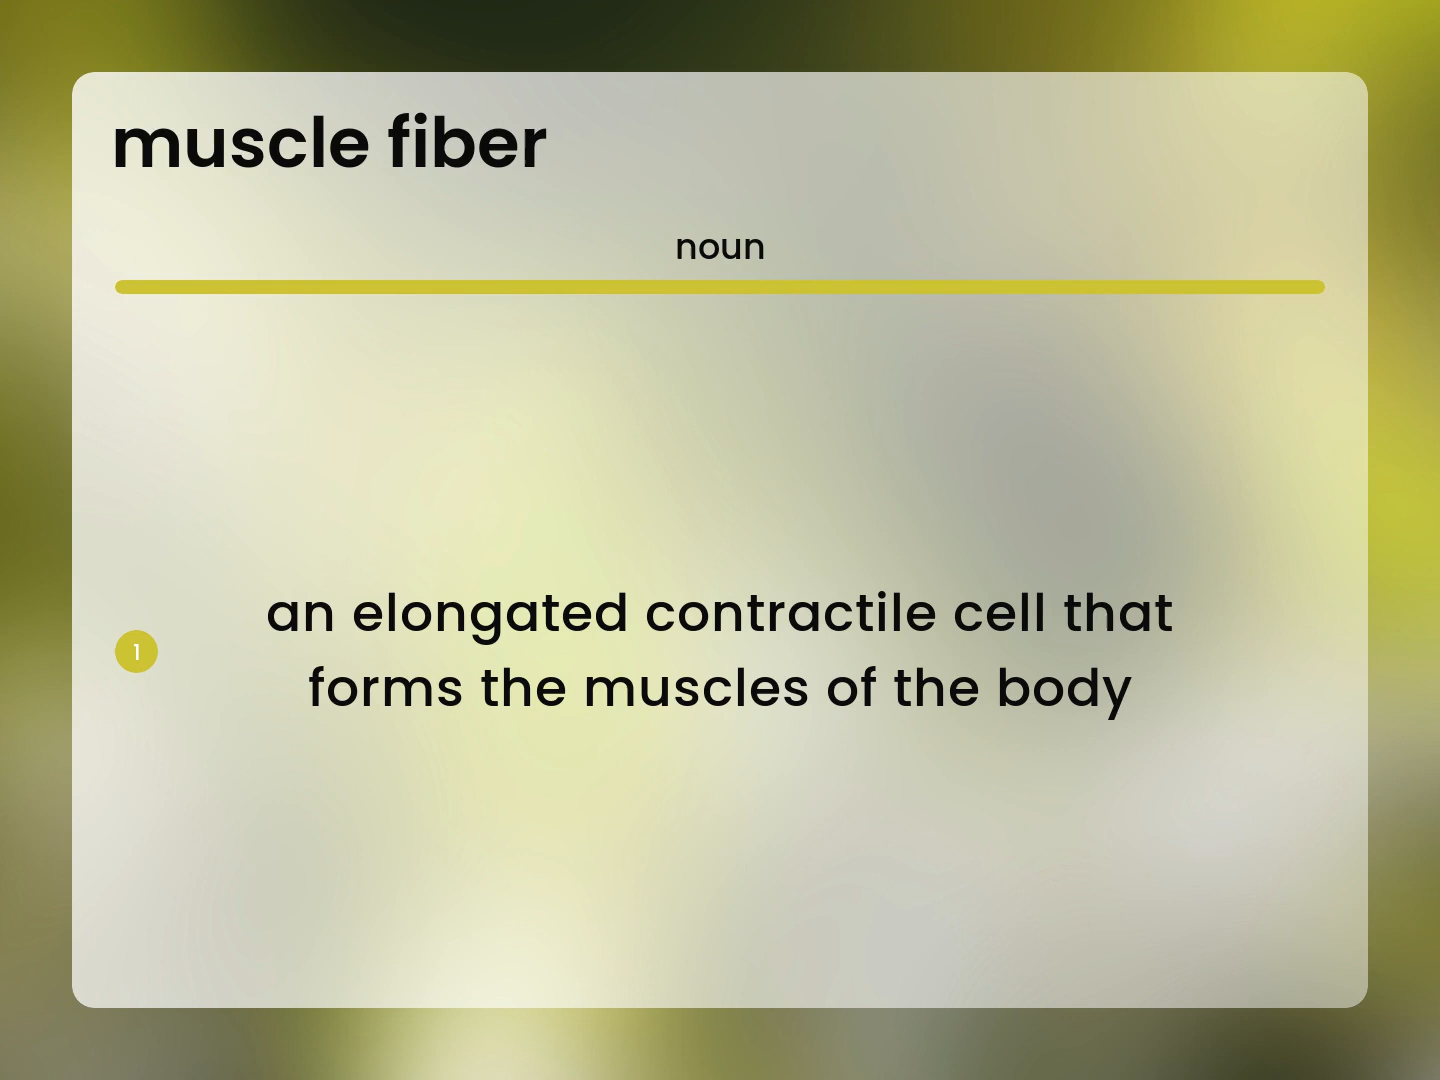 muscle fiber
noun
1
an elongated contractile cell that
forms the muscles of the body